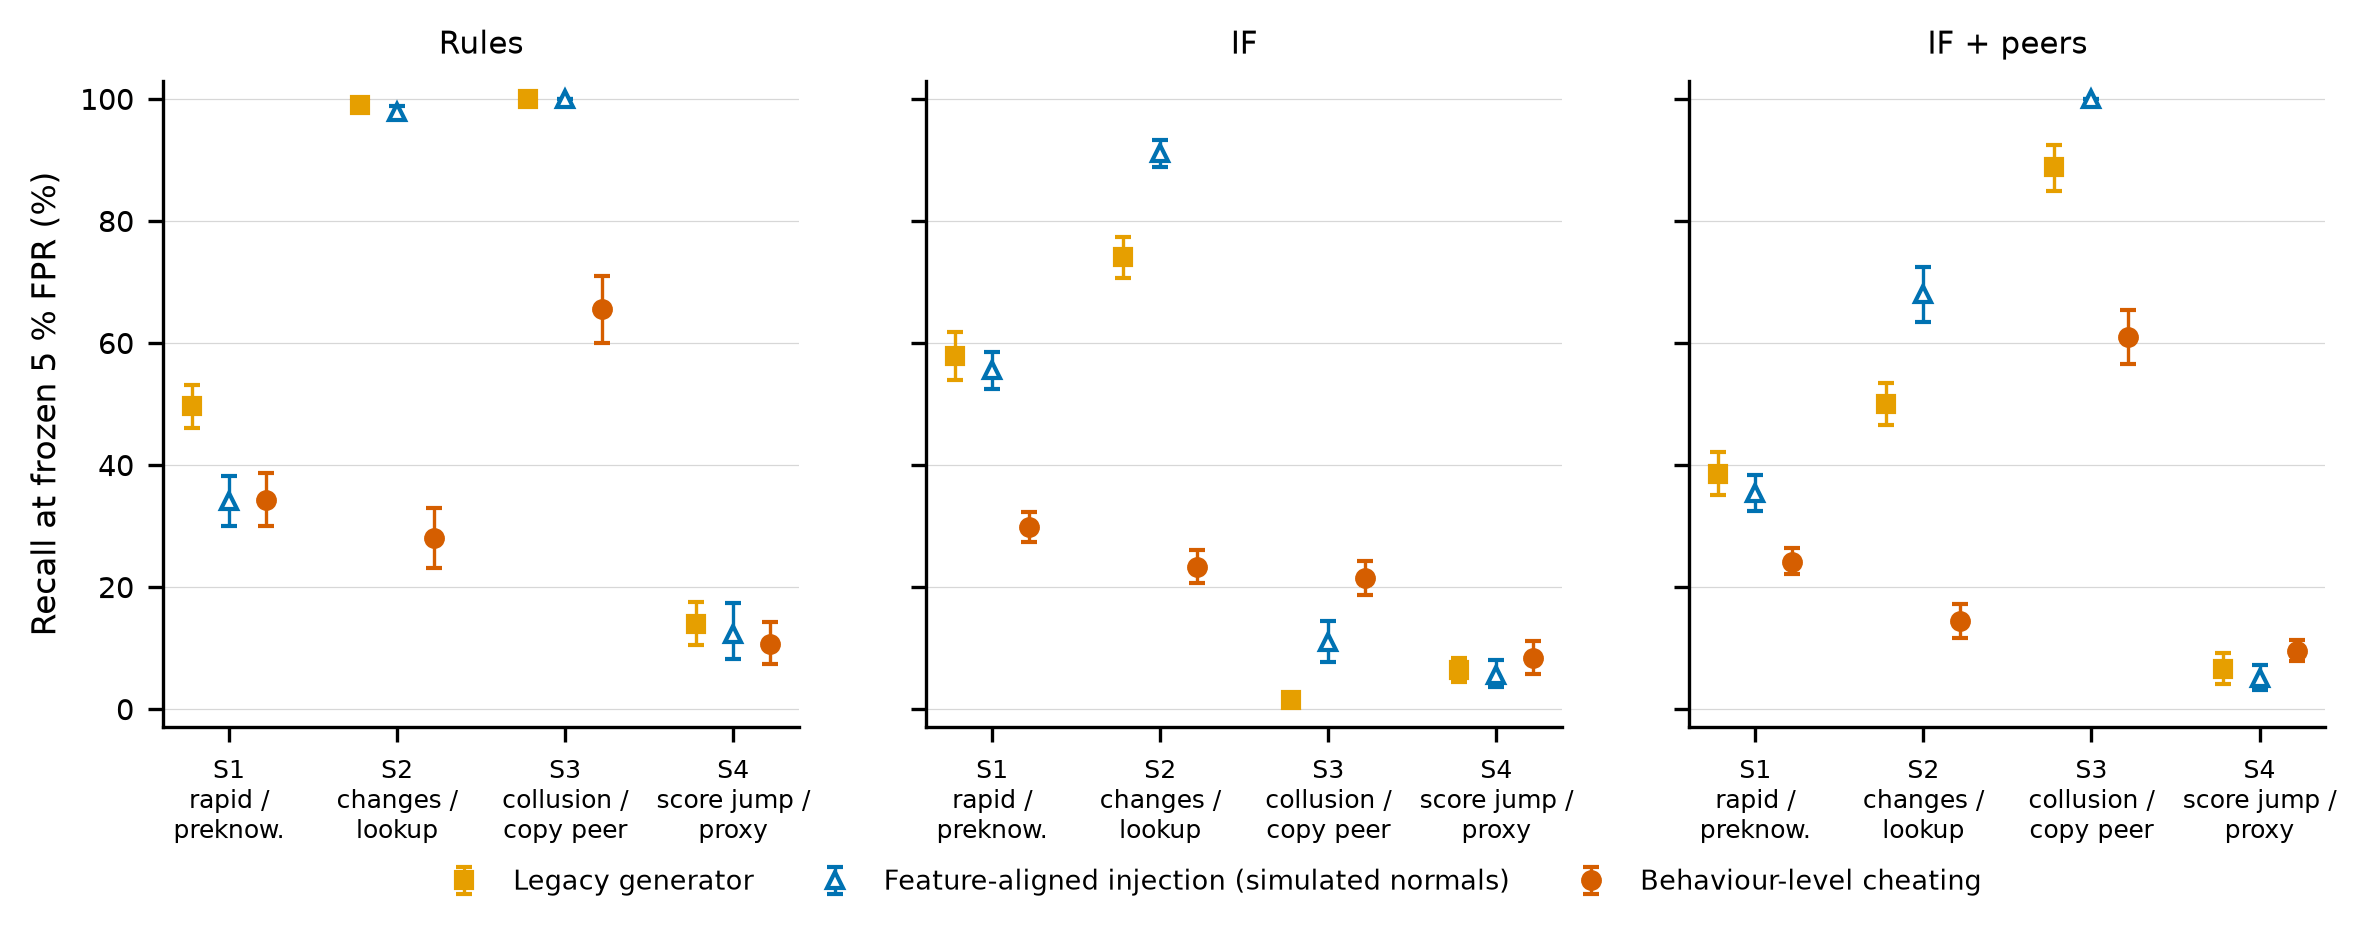 Rules
IF
IF + peers
Recall at frozen 5 % FPR (%)
100
80
60
40
20
0
S1
rapid /
preknow.
S2
changes /
lookup
S3
collusion /
copy peer
S4
score jump /
proxy
S1
rapid /
preknow.
S2
changes /
lookup
S3
collusion /
copy peer
S4
score jump /
proxy
S1
rapid /
preknow.
S2
changes /
lookup
S3
collusion /
copy peer
S4
score jump /
proxy
Legacy generator
Feature-aligned injection (simulated normals)
Behaviour-level cheating